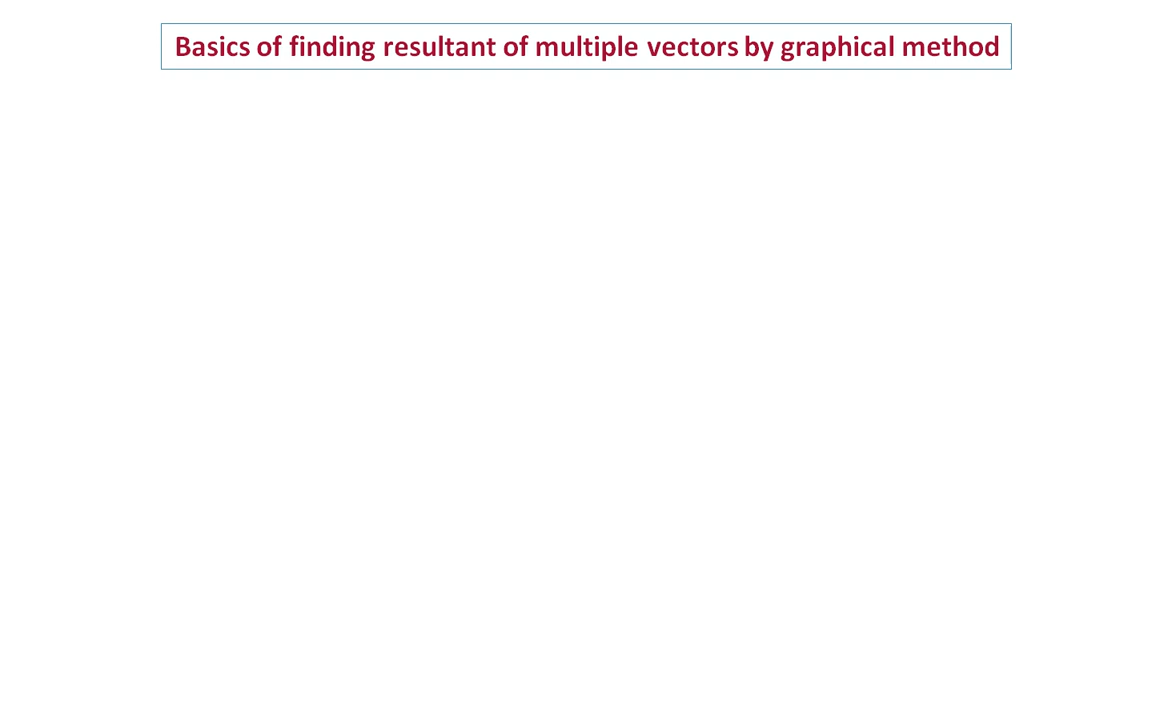 Basics of finding resultant of multiple vectors by graphical method